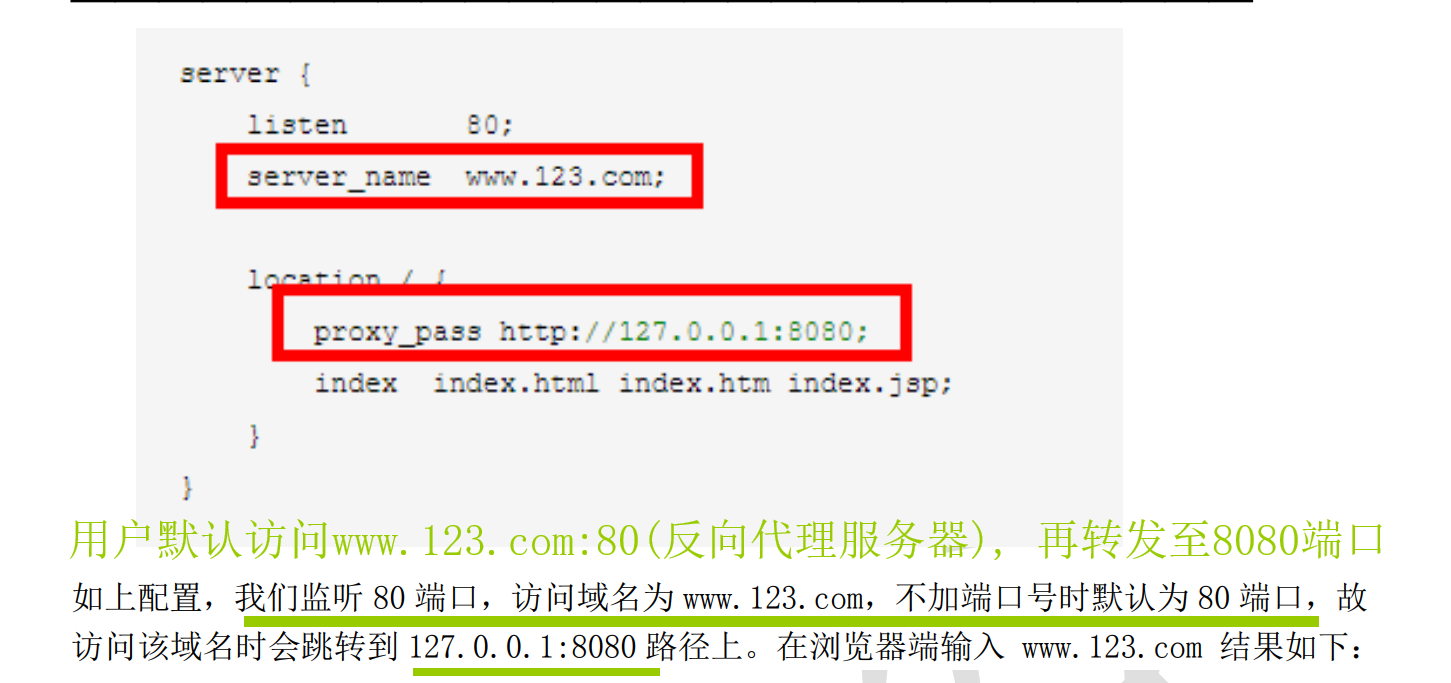 server {
listen 80;
server_name www.123.com;
location / {
proxy_pass http://127.0.0.1:8080;
index index.html index.htm index.jsp;
}
}
用户默认访问www.123.com:80(反向代理服务器), 再转发至8080端口
如上配置，我们监听 80 端口，访问域名为 www.123.com，不加端口号时默认为 80 端口，故
访问该域名时会跳转到 127.0.0.1:8080 路径上。在浏览器端输入 www.123.com 结果如下：